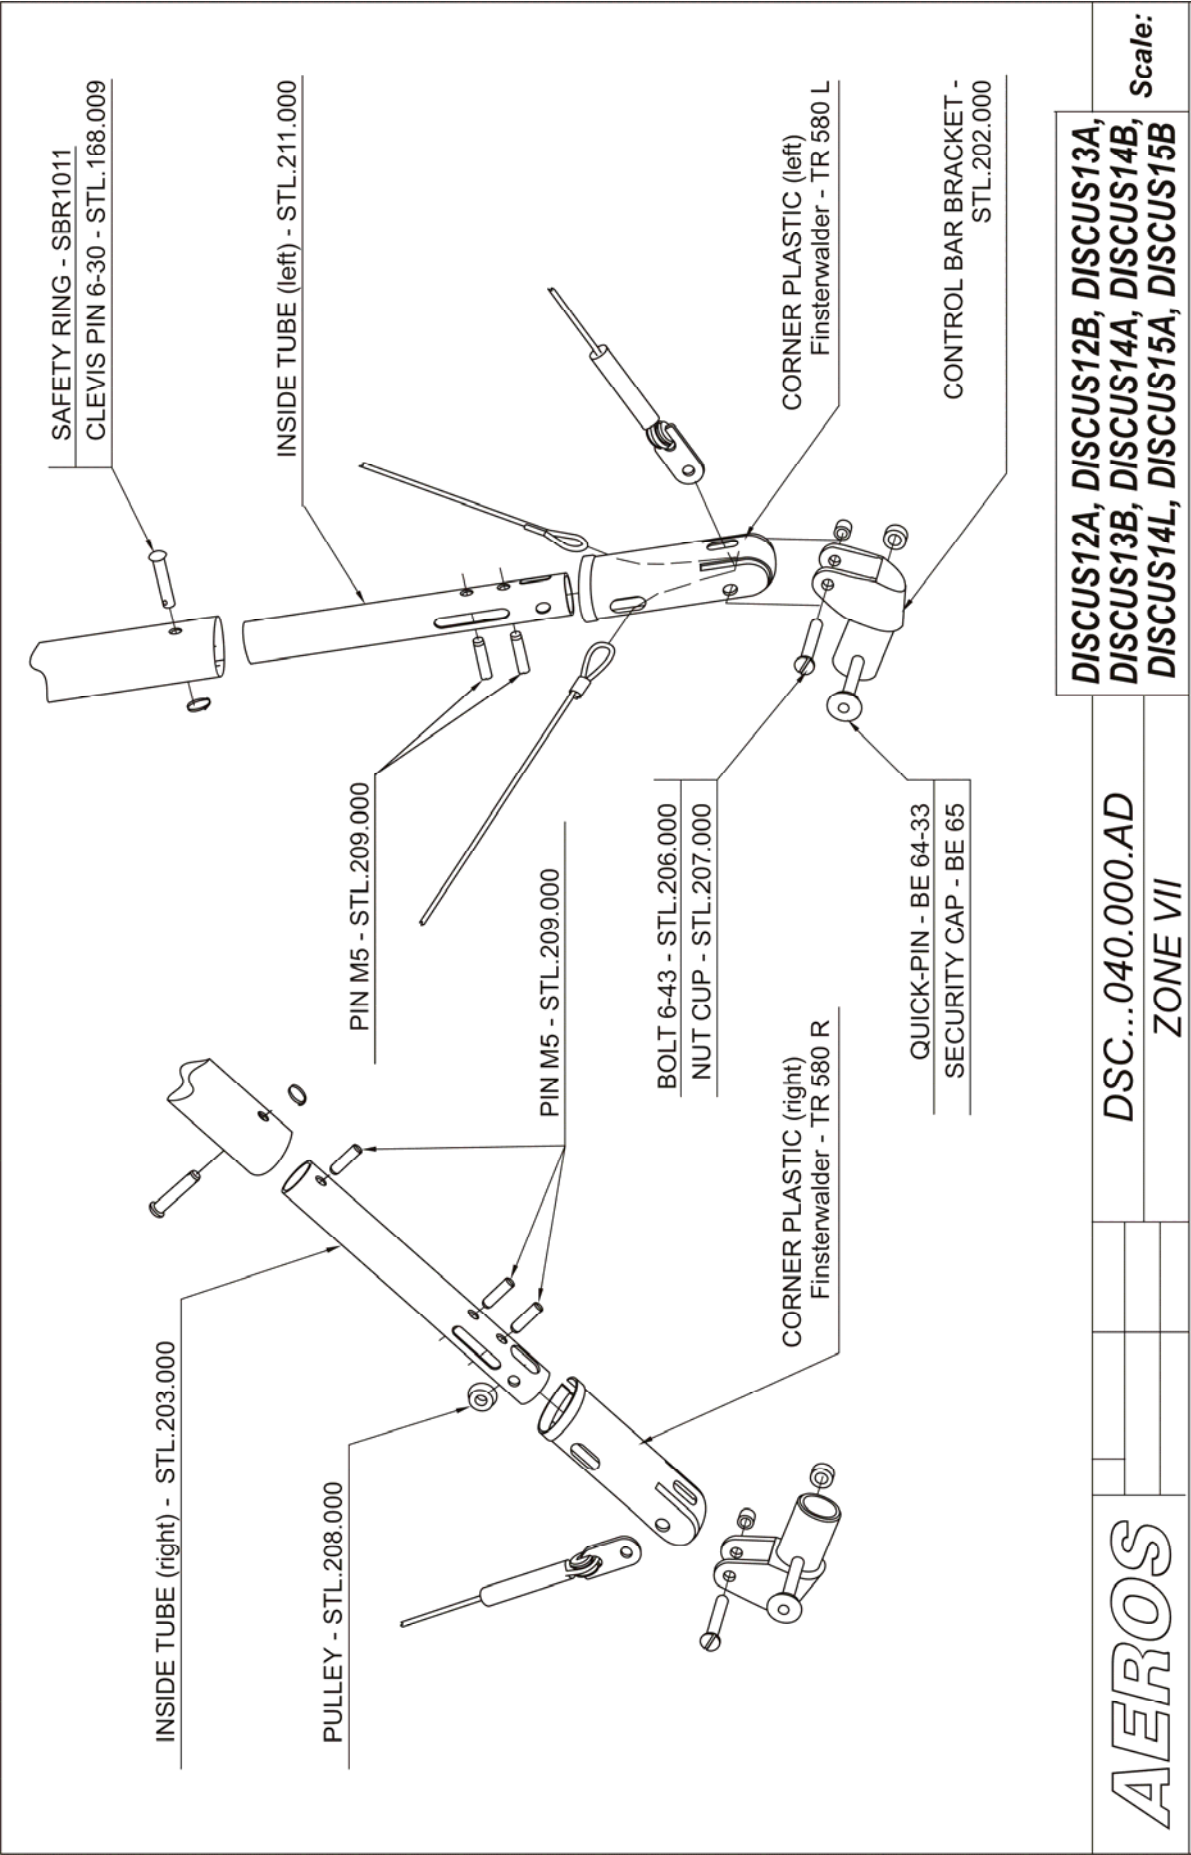 INSIDE TUBE (right) - STL.203.000
PULLEY - STL.208.000
PIN M5 - STL.209.000
PIN M5 - STL.209.000
SAFETY RING - SBR1011
CLEVIS PIN 6-30 - STL.168.009
INSIDE TUBE (left) - STL.211.000
BOLT 6-43 - STL.206.000
NUT CUP - STL.207.000
CORNER PLASTIC (right)
Finsterwalder - TR 580 R
CORNER PLASTIC (left)
Finsterwalder - TR 580 L
QUICK-PIN - BE 64-33
SECURITY CAP - BE 65
CONTROL BAR BRACKET -
STL.202.000
AEROS
DSC...040.000.AD
ZONE VII
DISCUS12A, DISCUS12B, DISCUS13A,
DISCUS13B, DISCUS14A, DISCUS14B,
DISCUS14L, DISCUS15A, DISCUS15B
Scale: